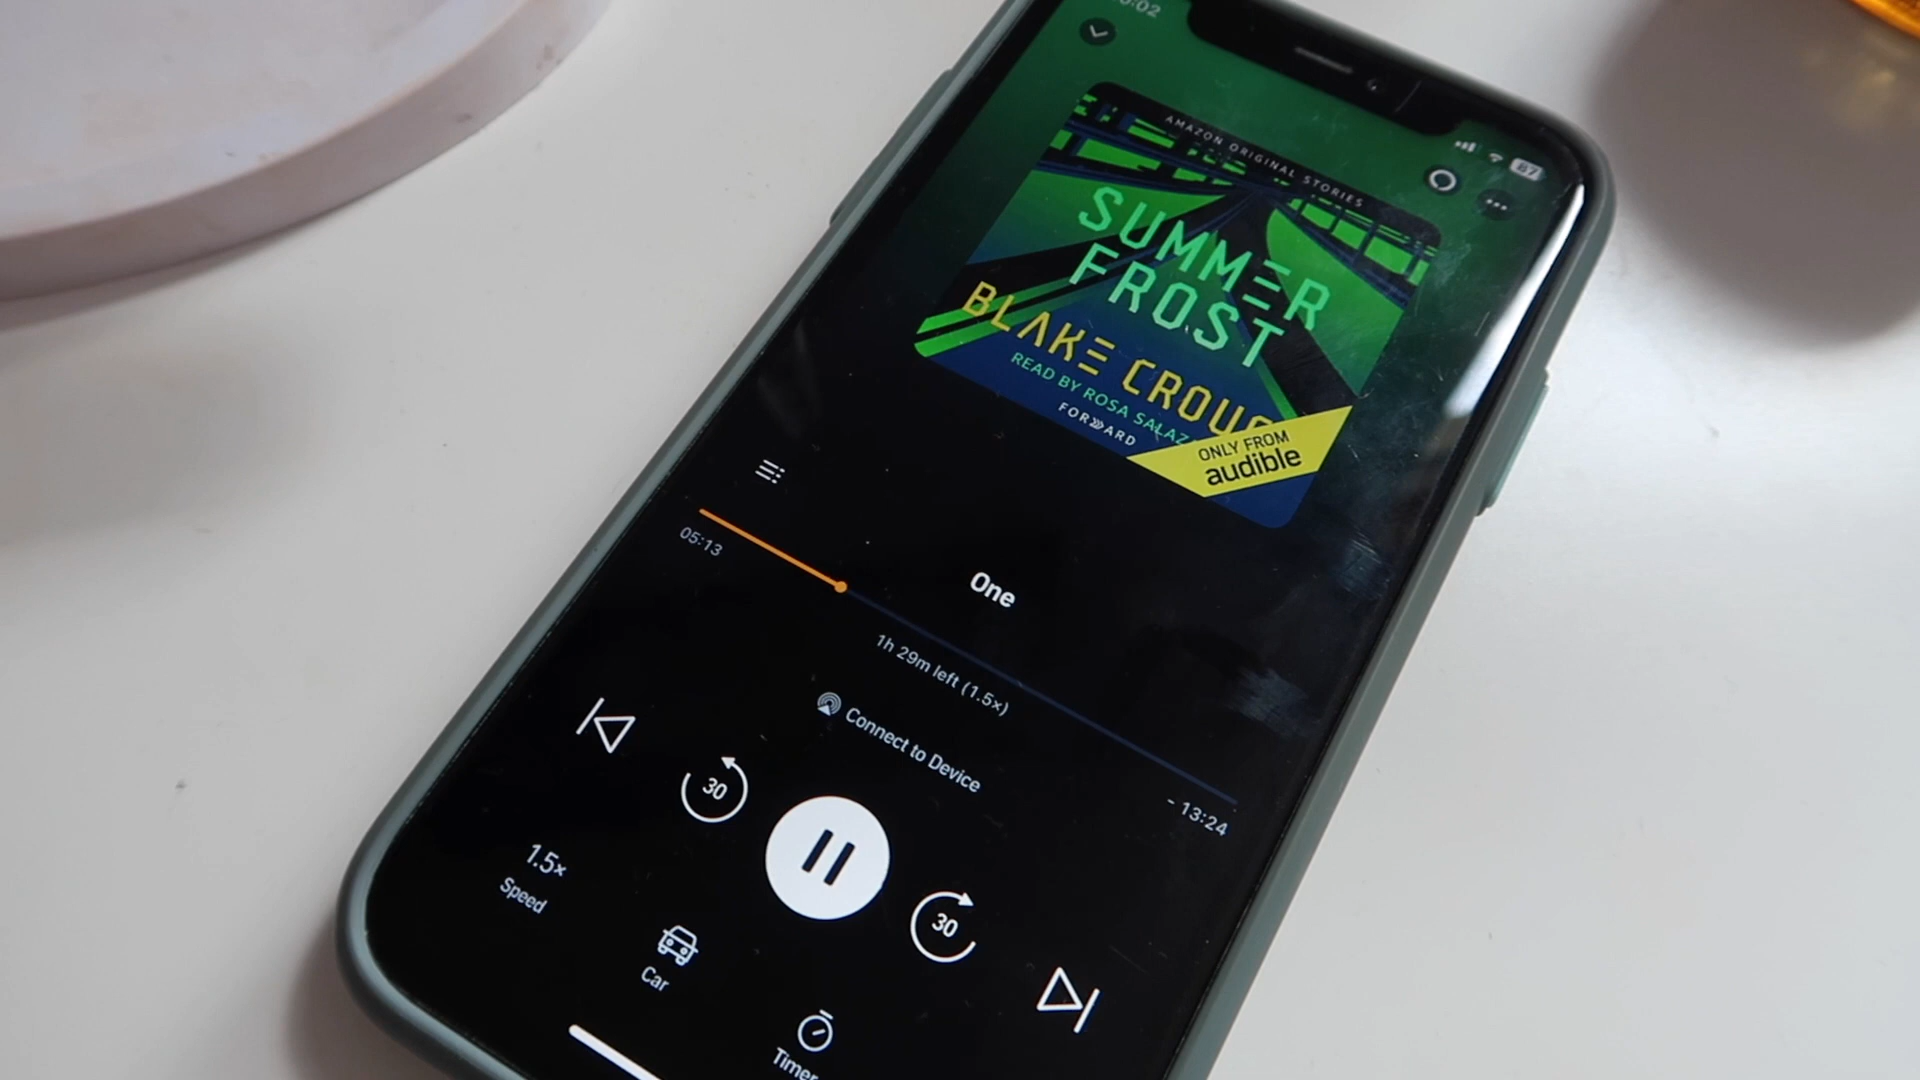 AMAZON ORIGINAL STORIES
SUMMER
FROST
BLAKE CROUC
READ BY ROSA SALAZ
FORWARD
ONLY FROM
audible
87
One
05:13
- 13:24
1h 29m left (1.5x)
Connect to Device
30
30
1.5x
Speed
Car
Timer